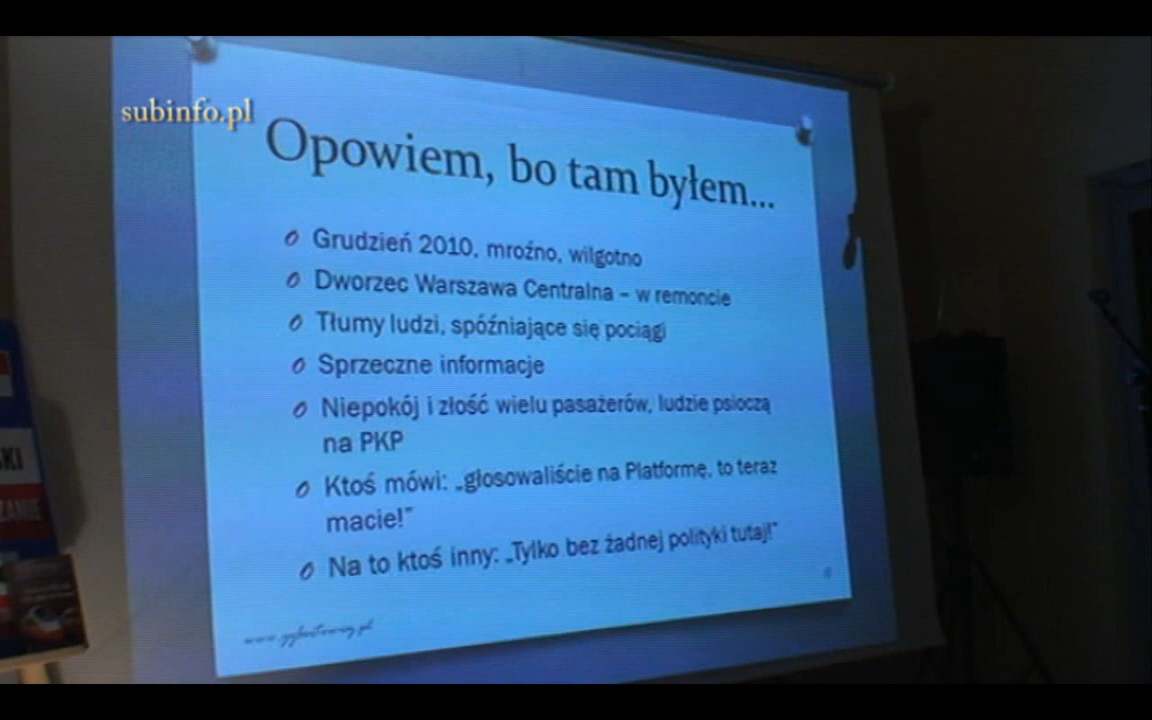 subinfo.pl
Opowiem, bo tam byłem...
Grudzień 2010, mroźno, wilgotno
Dworzec Warszawa Centralna – w remoncie
Tłumy ludzi, spóźniające się pociągi
Sprzeczne informacje
Niepokój i złość wielu pasażerów, ludzie psioczą
na PKP
Ktoś mówi: „głosowaliście na Platformę, to teraz
macie!”
Na to ktoś inny: „Tylko bez żadnej polityki tutaj!”
KI